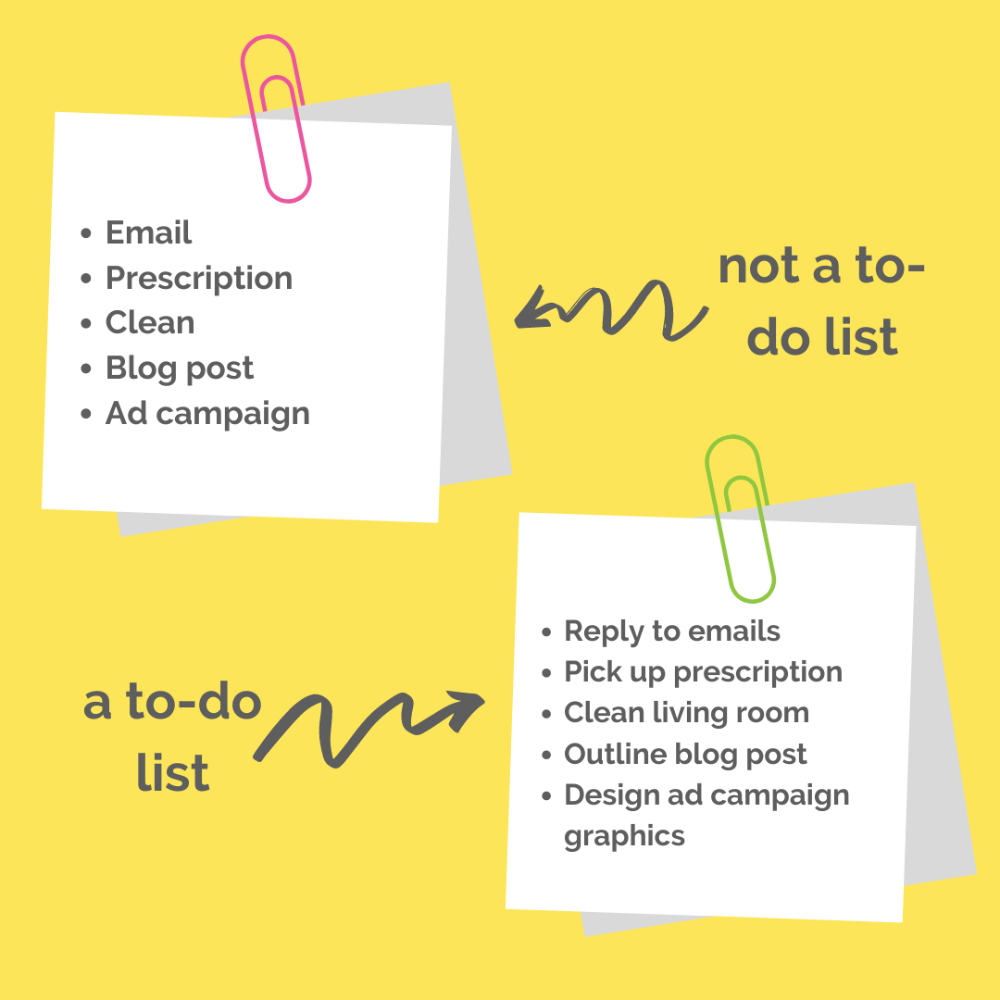 • Email
• Prescription
• Clean
• Blog post
• Ad campaign
not a to-
do list
a to-do
list
• Reply to emails
• Pick up prescription
• Clean living room
• Outline blog post
• Design ad campaign
graphics